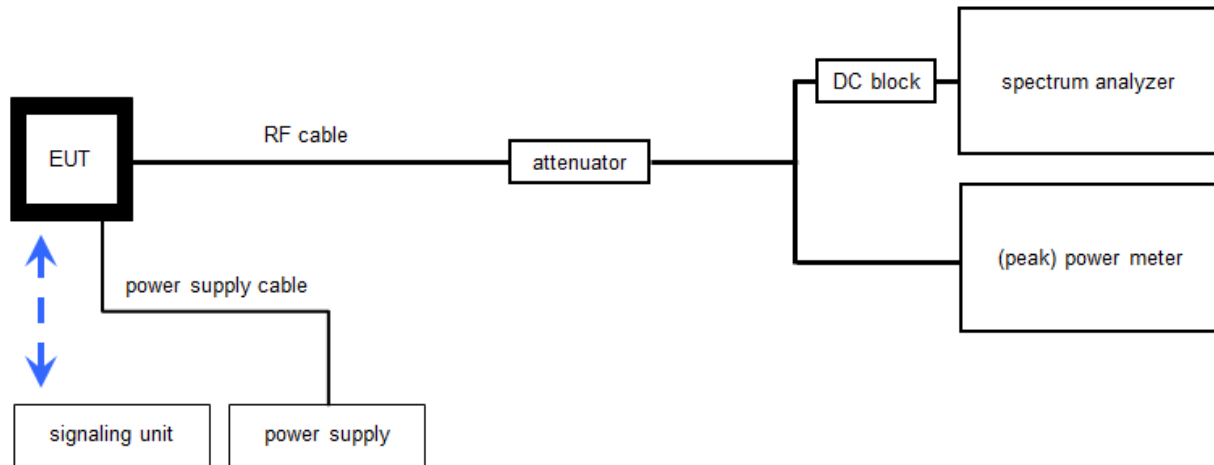 DC block
spectrum analyzer
RF cable
EUT
attenuator
(peak) power meter
power supply cable
signaling unit
power supply